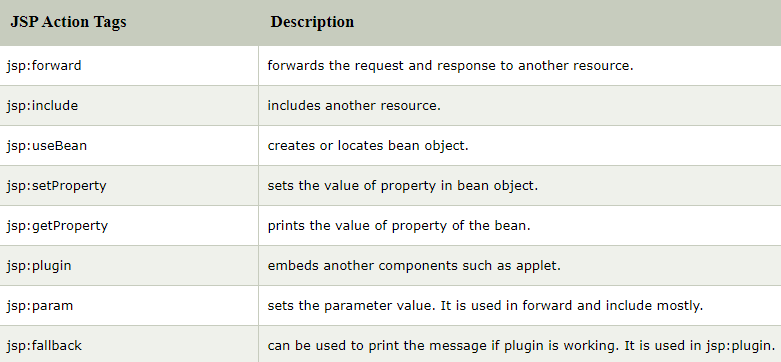 JSP Action Tags Description
jsp:forward forwards the request and response to another resource.
jsp:include includes another resource.
jsp:useBean creates or locates bean object.
jsp:setProperty sets the value of property in bean object.
jsp:getProperty prints the value of property of the bean.
jsp:plugin embeds another components such as applet.
jsp:param sets the parameter value. It is used in forward and include mostly.
jsp:fallback can be used to print the message if plugin is working. It is used in jsp:plugin.